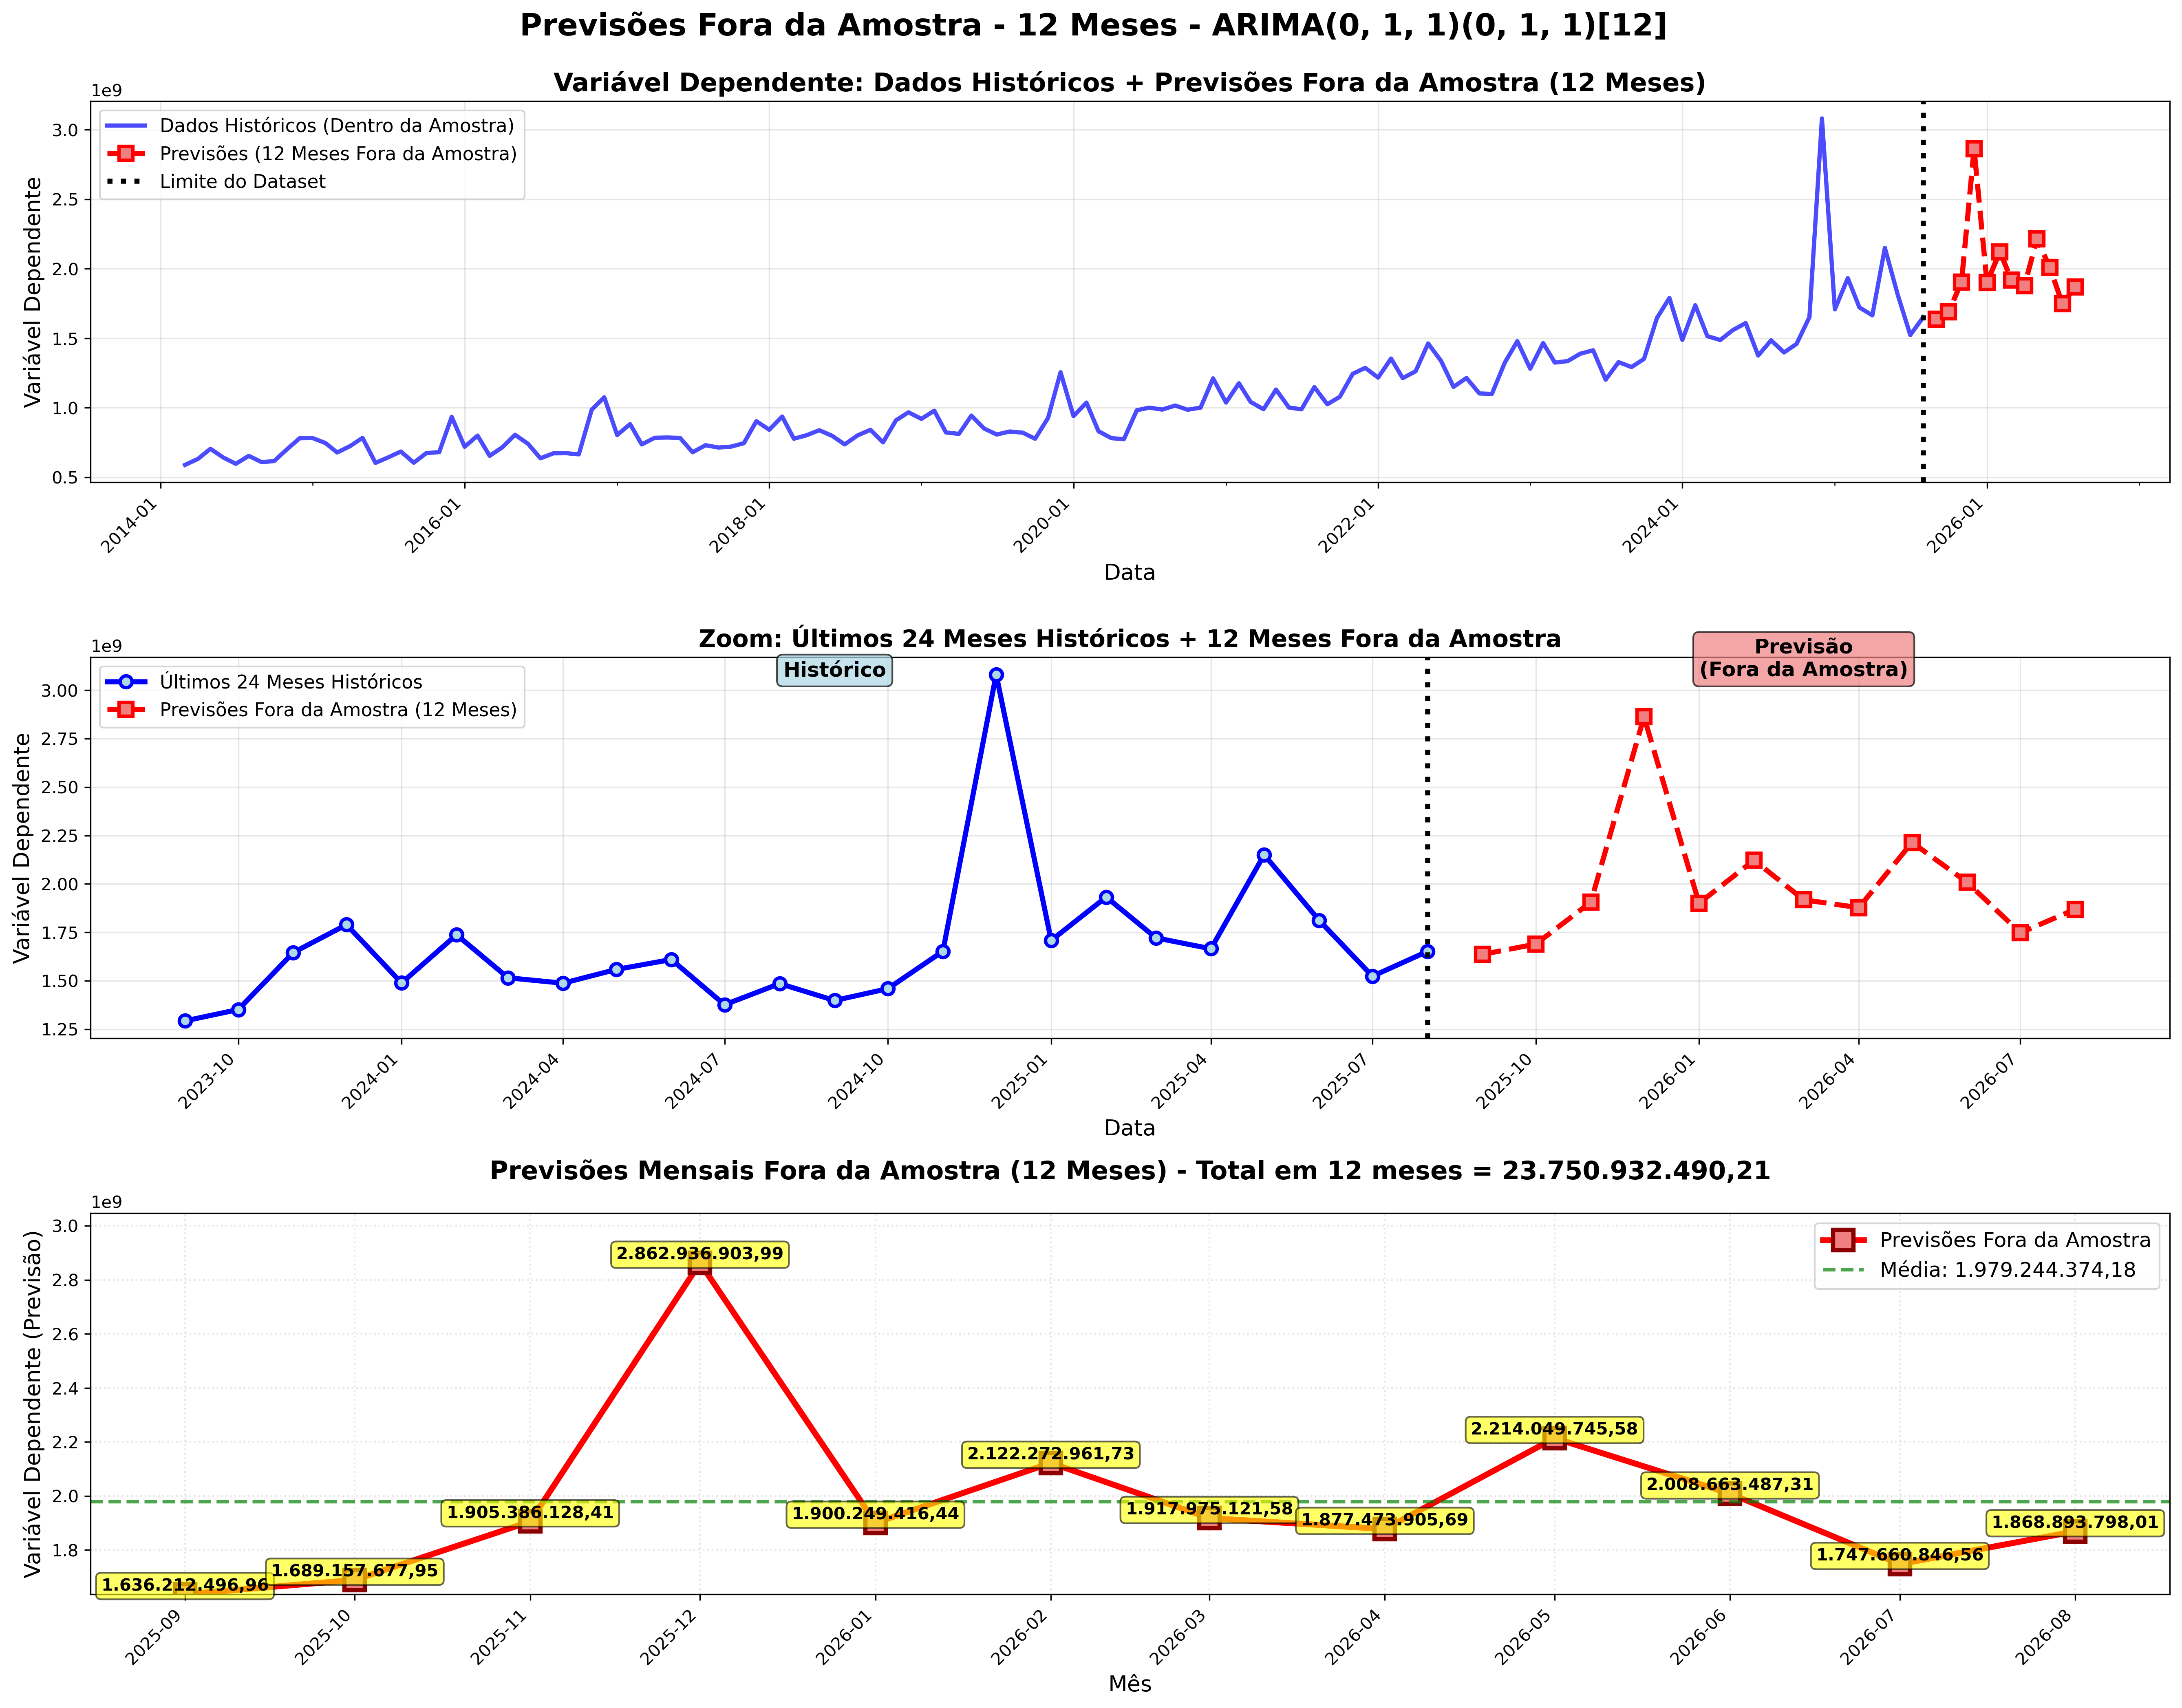 Previsões Fora da Amostra - 12 Meses - ARIMA(0, 1, 1)(0, 1, 1)[12]
Variável Dependente: Dados Históricos + Previsões Fora da Amostra (12 Meses)
1e9
Dados Históricos (Dentro da Amostra)
Previsões (12 Meses Fora da Amostra)
Limite do Dataset
Variável Dependente
3.0
2.5
2.0
1.5
1.0
0.5
2014-01
2016-01
2018-01
2020-01
2022-01
2024-01
2026-01
Data
Zoom: Últimos 24 Meses Históricos + 12 Meses Fora da Amostra
1e9
Últimos 24 Meses Históricos
Previsões Fora da Amostra (12 Meses)
Histórico
Previsão
(Fora da Amostra)
Variável Dependente
3.00
2.75
2.50
2.25
2.00
1.75
1.50
1.25
2023-10
2024-01
2024-04
2024-07
2024-10
2025-01
2025-04
2025-07
2025-10
2026-01
2026-04
2026-07
Data
Previsões Mensais Fora da Amostra (12 Meses) - Total em 12 meses = 23.750.932.490,21
1e9
Previsões Fora da Amostra
Média: 1.979.244.374,18
Variável Dependente (Previsão)
3.0
2.8
2.6
2.4
2.2
2.0
1.8
1.636.212.496,96
1.689.157.677,95
1.905.386.128,41
2.862.936.903,99
1.900.249.416,44
2.122.272.961,73
1.917.975.121,58
1.877.473.905,69
2.214.049.745,58
2.008.663.487,31
1.747.660.846,56
1.868.893.798,01
2025-09
2025-10
2025-11
2025-12
2026-01
2026-02
2026-03
2026-04
2026-05
2026-06
2026-07
2026-08
Mês